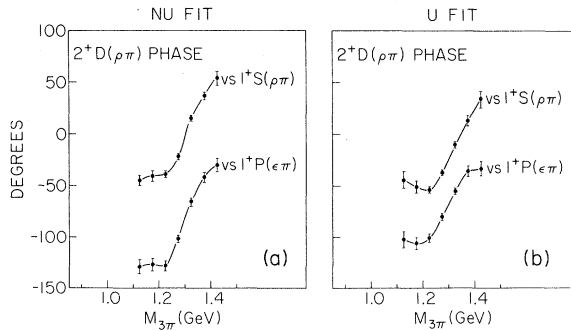 NU FIT
U FIT
100
50
0
-50
-100
-150
DEGREES
2⁺D(ρπ) PHASE
vs 1⁺S(ρπ)
vs 1⁺P(επ)
(a)
1.0
1.2
1.4
M₃π(GeV)
2⁺D(ρπ) PHASE
vs 1⁺S(ρπ)
vs 1⁺P(επ)
(b)
1.0
1.2
1.4
M₃π(GeV)